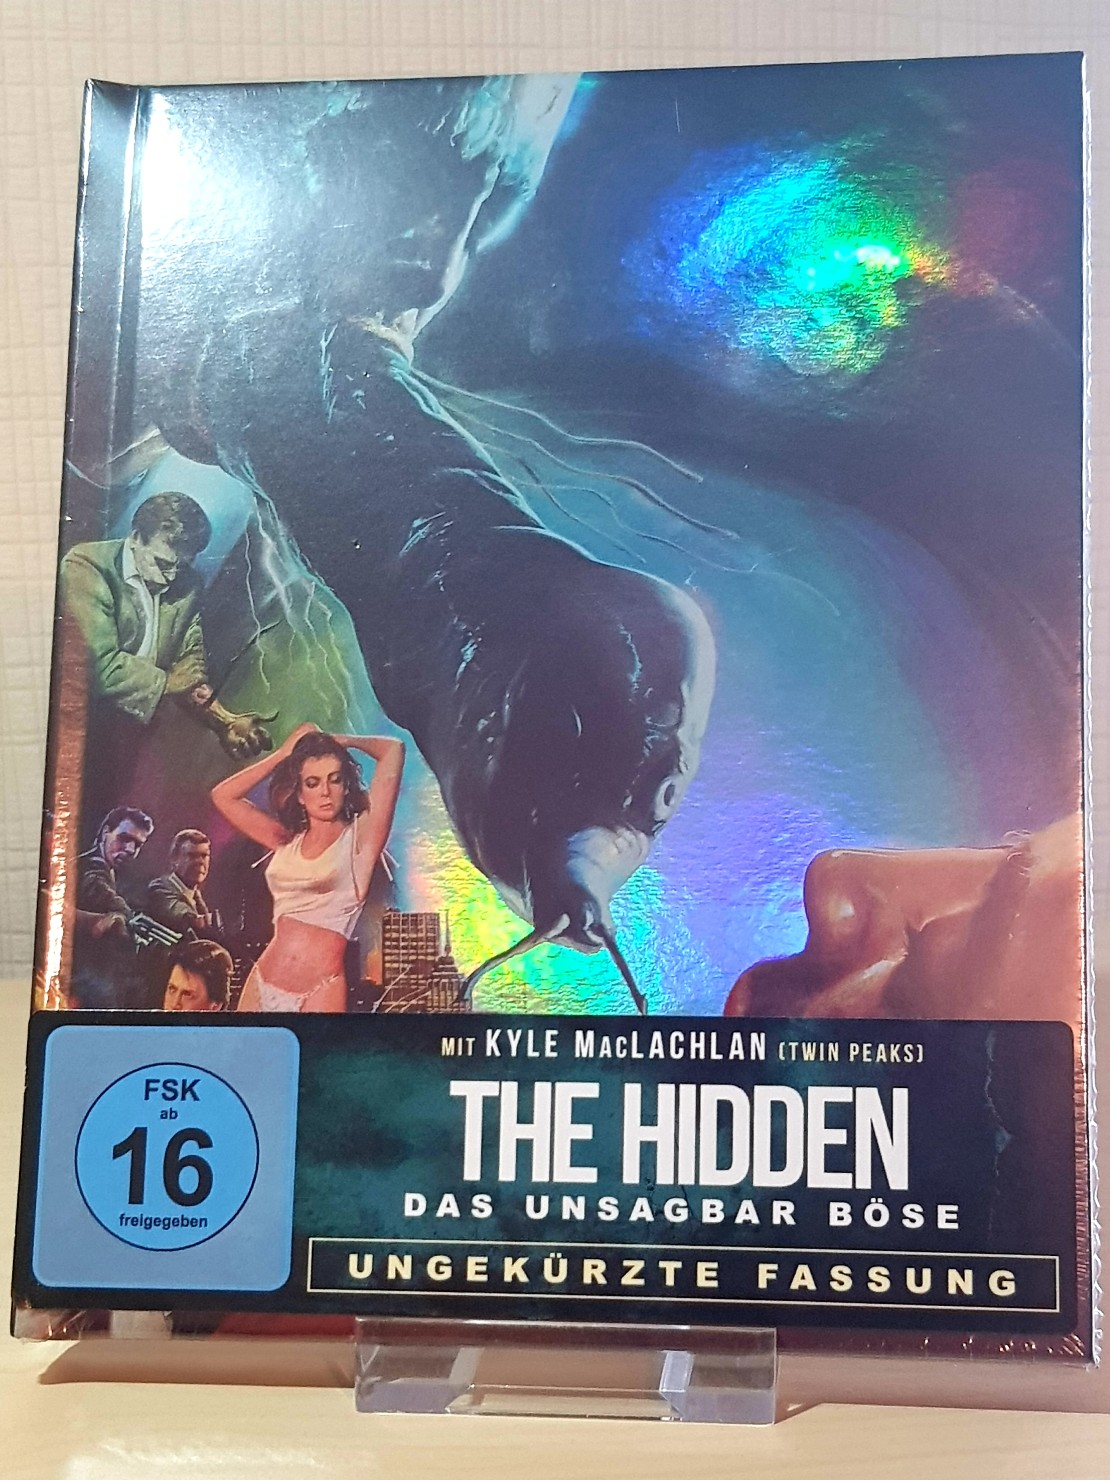 MIT KYLE MACLACHLAN (TWIN PEAKS)
THE HIDDEN
DAS UNSAGBAR BÖSE
UNGEKÜRZTE FASSUNG
FSK
ab
16
freigegeben